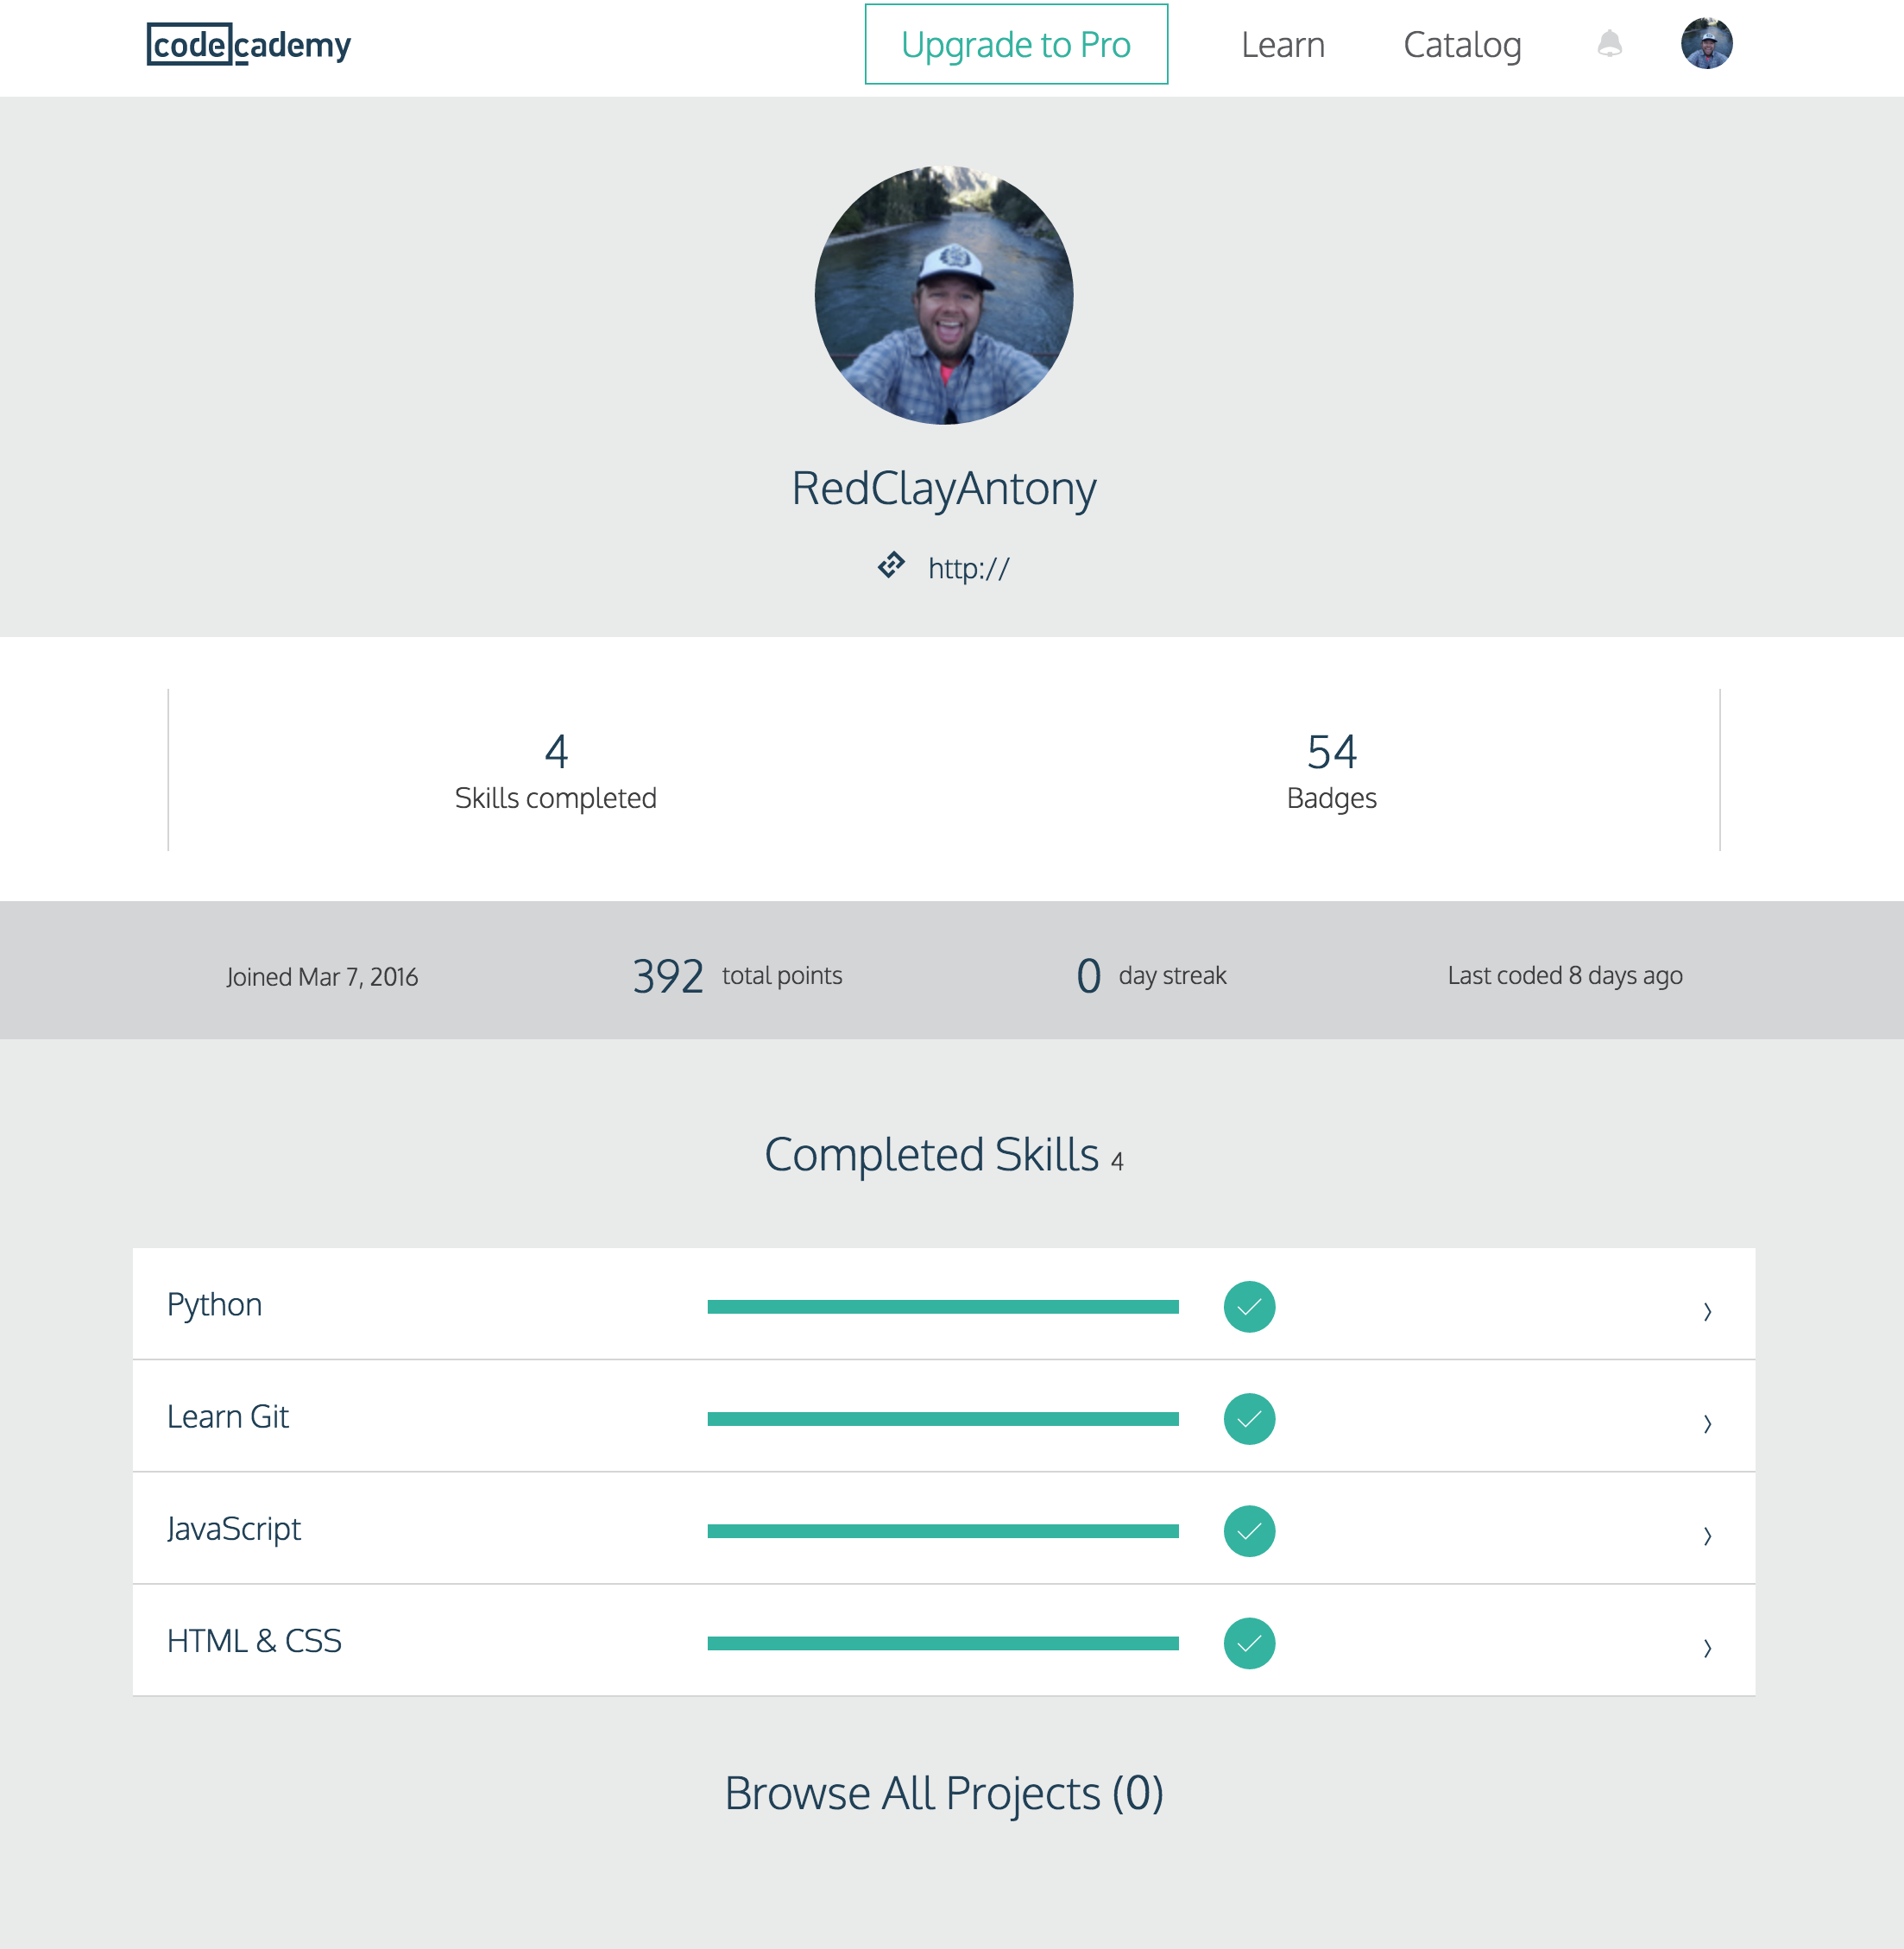 codecademy
Upgrade to Pro
Learn
Catalog
RedClayAntony
http://
4
Skills completed
54
Badges
Joined Mar 7, 2016
392 total points
0 day streak
Last coded 8 days ago
Completed Skills 4
Python
Learn Git
JavaScript
HTML & CSS
Browse All Projects (0)